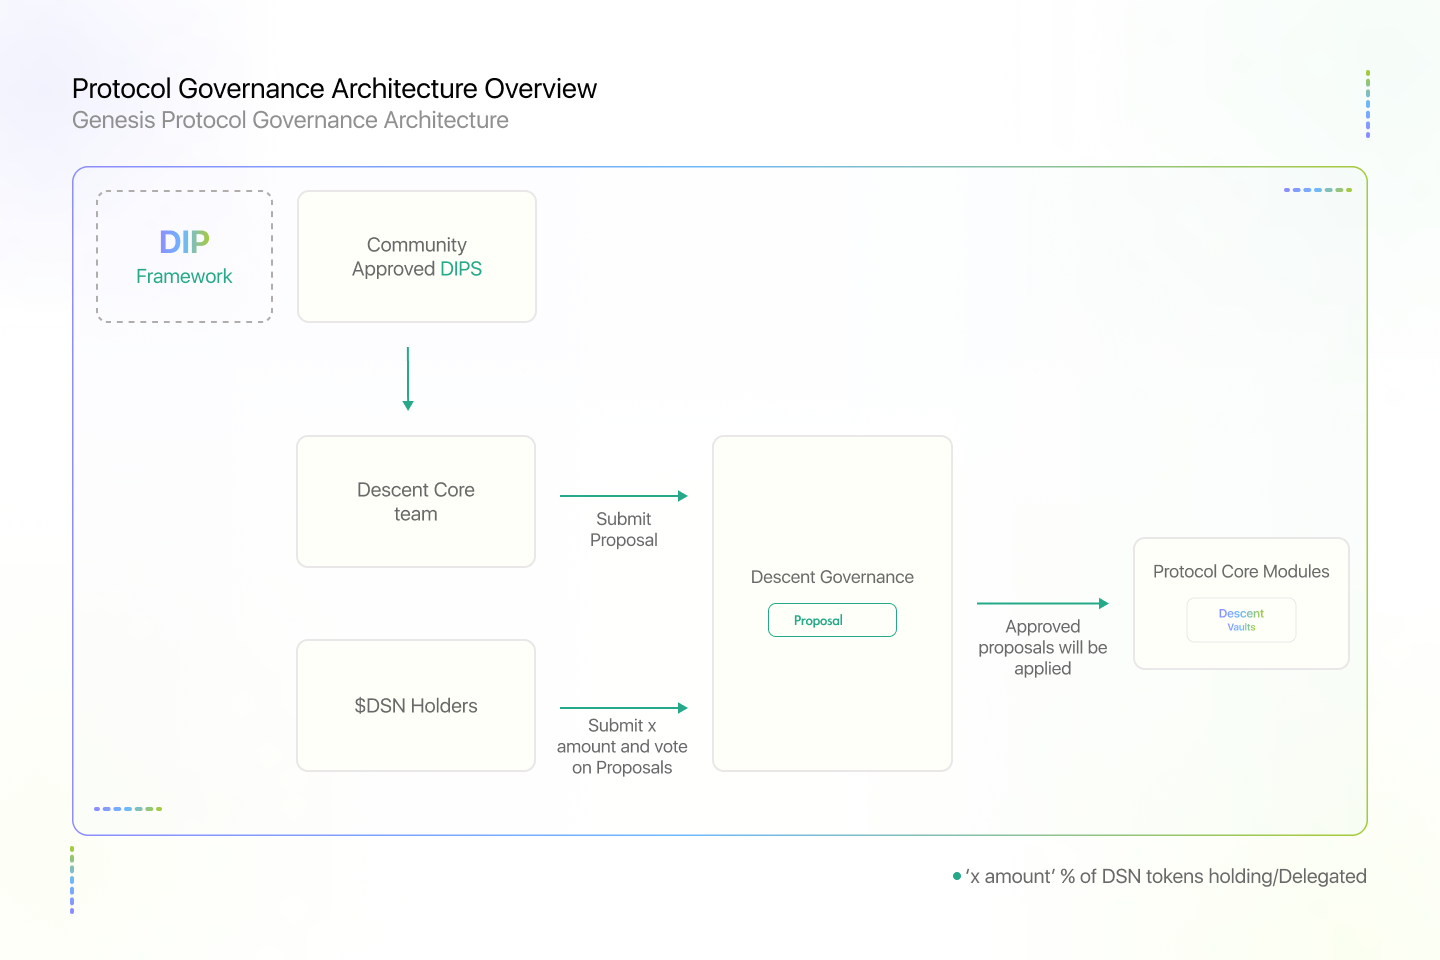 Protocol Governance Architecture Overview
Genesis Protocol Governance Architecture
DIP
Framework
Community
Approved DIPS
Descent Core
team
Submit
Proposal
Descent Governance
Proposal
$DSN Holders
Submit x
amount and vote
on Proposals
Approved
proposals will be
applied
Protocol Core Modules
Descent
Vaults
‘x amount‘ % of DSN tokens holding/Delegated